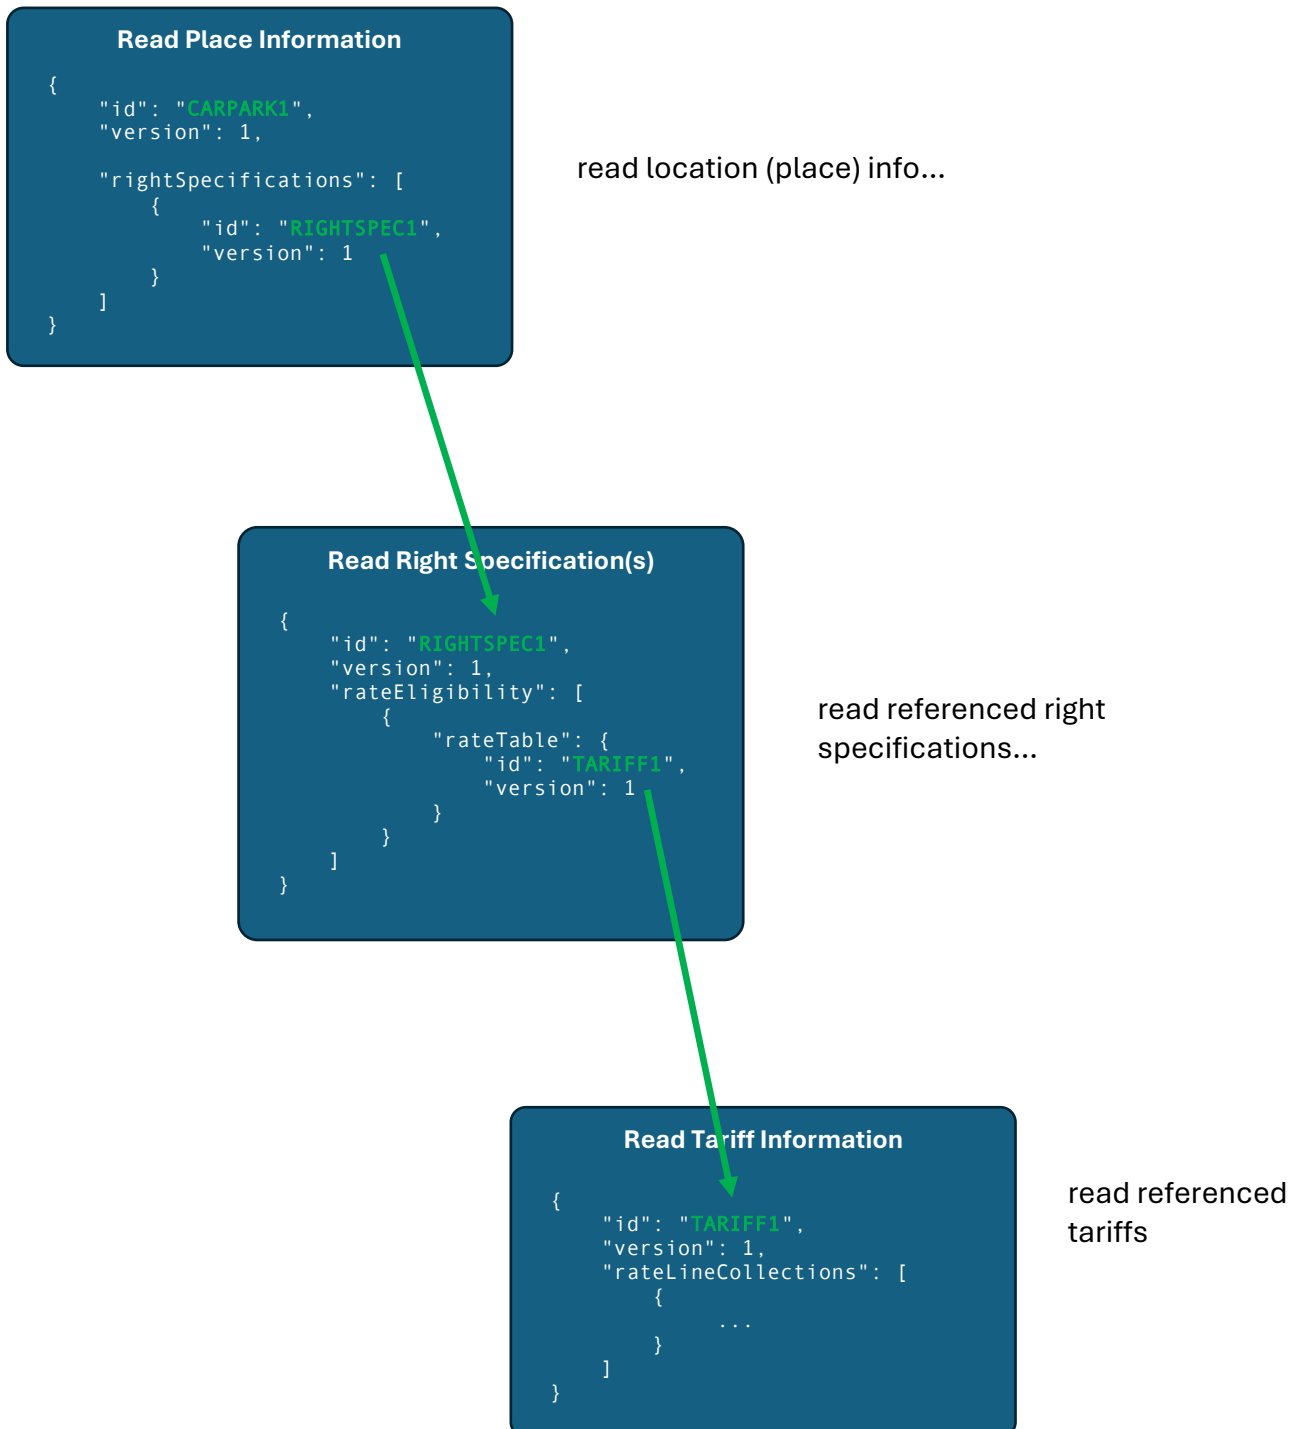 Read Place Information
{
    "id": "CARPARK1",
    "version": 1,
    "rightSpecifications": [
        {
            "id": "RIGHTSPEC1",
            "version": 1
        }
    ]
}
read location (place) info...
Read Right Specification(s)
{
    "id": "RIGHTSPEC1",
    "version": 1,
    "rateEligibility": [
        {
            "rateTable": {
                "id": "TARIFF1",
                "version": 1
            }
        }
    ]
}
read referenced right
specifications...
Read Tariff Information
{
    "id": "TARIFF1",
    "version": 1,
    "rateLineCollections": [
        {
            ...
        }
    ]
}
read referenced
tariffs